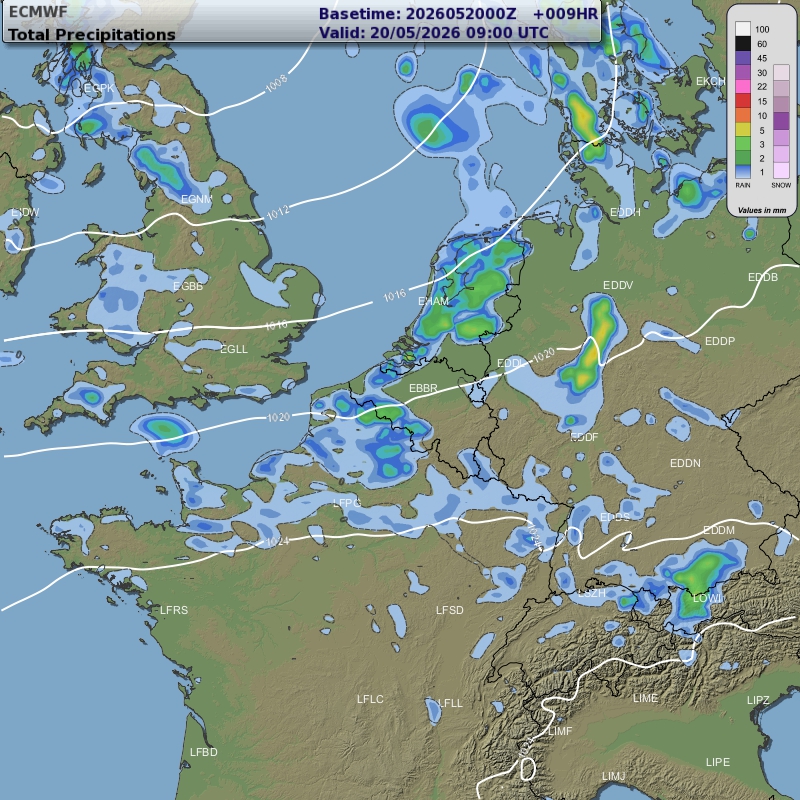 ECMWF
Total Precipitations
Basetime: 2026052000Z +009HR
Valid: 20/05/2026 09:00 UTC
100
60
45
30
22
15
10
5
3
2
1
RAIN SNOW
Values in mm
EGPK
1008
EKCH
EIDW
EGNM
1012
EDDH
EGBB
EHAM
1016
EDDV
EDDB
1016
EGLL
1020
EDDP
EBBR
1020
EDDF
EDDN
LFPG
EDDS
EDDM
1024
LSZH
LOWI
LFRS
LFSD
LFLC
LFLL
LIME
LIPZ
LIMF
LFBD
LIPE
LIMJ